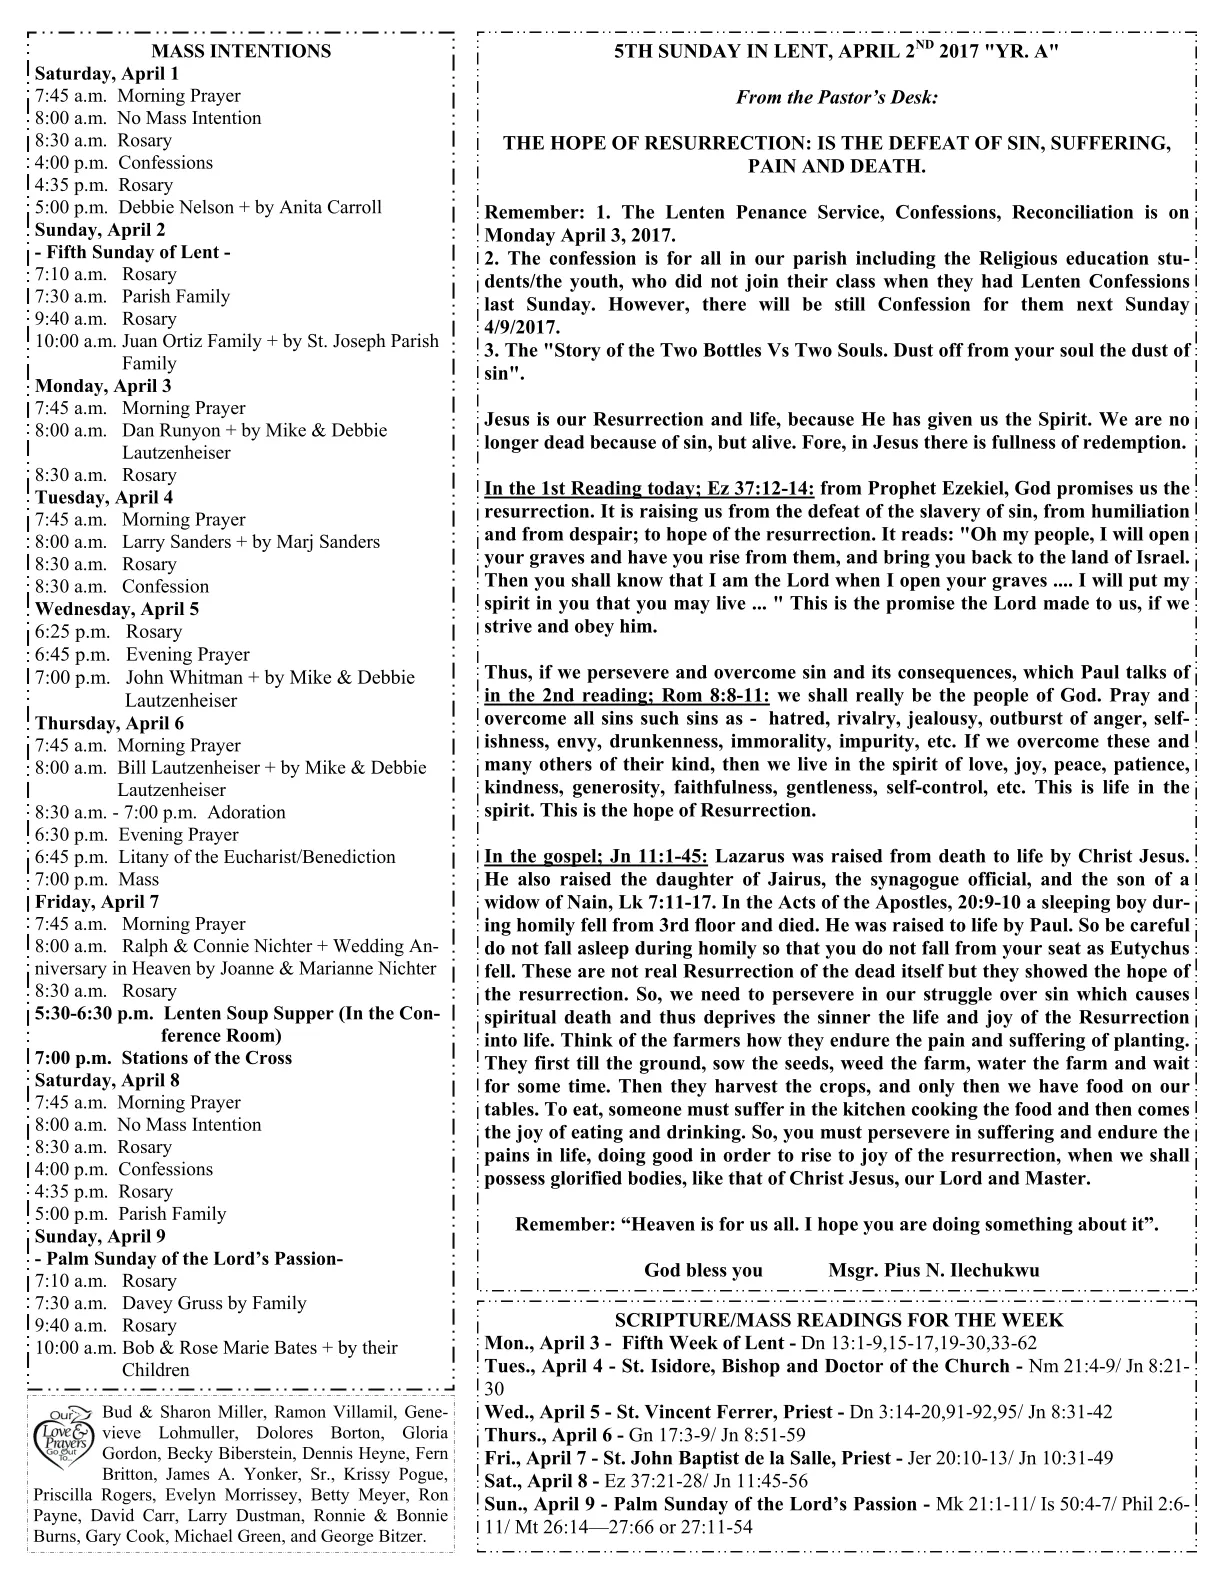 MASS INTENTIONS
Saturday, April 1
7:45 a.m. Morning Prayer
8:00 a.m. No Mass Intention
8:30 a.m. Rosary
4:00 p.m. Confessions
4:35 p.m. Rosary
5:00 p.m. Debbie Nelson + by Anita Carroll
Sunday, April 2
- Fifth Sunday of Lent -
7:10 a.m. Rosary
7:30 a.m. Parish Family
9:40 a.m. Rosary
10:00 a.m. Juan Ortiz Family + by St. Joseph Parish
Family
Monday, April 3
7:45 a.m. Morning Prayer
8:00 a.m. Dan Runyon + by Mike & Debbie
Lautzenheiser
8:30 a.m. Rosary
Tuesday, April 4
7:45 a.m. Morning Prayer
8:00 a.m. Larry Sanders + by Marj Sanders
8:30 a.m. Rosary
8:30 a.m. Confession
Wednesday, April 5
6:25 p.m. Rosary
6:45 p.m. Evening Prayer
7:00 p.m. John Whitman + by Mike & Debbie
Lautzenheiser
Thursday, April 6
7:45 a.m. Morning Prayer
8:00 a.m. Bill Lautzenheiser + by Mike & Debbie
Lautzenheiser
8:30 a.m. - 7:00 p.m. Adoration
6:30 p.m. Evening Prayer
6:45 p.m. Litany of the Eucharist/Benediction
7:00 p.m. Mass
Friday, April 7
7:45 a.m. Morning Prayer
8:00 a.m. Ralph & Connie Nichter + Wedding An-
niversary in Heaven by Joanne & Marianne Nichter
8:30 a.m. Rosary
5:30-6:30 p.m. Lenten Soup Supper (In the Con-
ference Room)
7:00 p.m. Stations of the Cross
Saturday, April 8
7:45 a.m. Morning Prayer
8:00 a.m. No Mass Intention
8:30 a.m. Rosary
4:00 p.m. Confessions
4:35 p.m. Rosary
5:00 p.m. Parish Family
Sunday, April 9
- Palm Sunday of the Lord's Passion-
7:10 a.m. Rosary
7:30 a.m. Davey Gruss by Family
9:40 a.m. Rosary
10:00 a.m. Bob & Rose Marie Bates + by their
Children
Our
Love &
Prayers
Go Out
To...
Bud & Sharon Miller, Ramon Villamil, Gene-
vieve Lohmuller, Dolores Borton, Gloria
Gordon, Becky Biberstein, Dennis Heyne, Fern
Britton, James A. Yonker, Sr., Krissy Pogue,
Priscilla Rogers, Evelyn Morrissey, Betty Meyer, Ron
Payne, David Carr, Larry Dustman, Ronnie & Bonnie
Burns, Gary Cook, Michael Green, and George Bitzer.
5TH SUNDAY IN LENT, APRIL 2ND 2017 "YR. A"
From the Pastor's Desk:
THE HOPE OF RESURRECTION: IS THE DEFEAT OF SIN, SUFFERING,
PAIN AND DEATH.
Remember: 1. The Lenten Penance Service, Confessions, Reconciliation is on
Monday April 3, 2017.
2. The confession is for all in our parish including the Religious education stu-
dents/the youth, who did not join their class when they had Lenten Confessions
last Sunday. However, there will be still Confession for them next Sunday
4/9/2017.
3. The "Story of the Two Bottles Vs Two Souls. Dust off from your soul the dust of
sin".
Jesus is our Resurrection and life, because He has given us the Spirit. We are no
longer dead because of sin, but alive. Fore, in Jesus there is fullness of redemption.
In the 1st Reading today; Ez 37:12-14: from Prophet Ezekiel, God promises us the
resurrection. It is raising us from the defeat of the slavery of sin, from humiliation
and from despair; to hope of the resurrection. It reads: "Oh my people, I will open
your graves and have you rise from them, and bring you back to the land of Israel.
Then you shall know that I am the Lord when I open your graves .... I will put my
spirit in you that you may live ... " This is the promise the Lord made to us, if we
strive and obey him.
Thus, if we persevere and overcome sin and its consequences, which Paul talks of
in the 2nd reading; Rom 8:8-11: we shall really be the people of God. Pray and
overcome all sins such sins as - hatred, rivalry, jealousy, outburst of anger, self-
ishness, envy, drunkenness, immorality, impurity, etc. If we overcome these and
many others of their kind, then we live in the spirit of love, joy, peace, patience,
kindness, generosity, faithfulness, gentleness, self-control, etc. This is life in the
spirit. This is the hope of Resurrection.
In the gospel; Jn 11:1-45: Lazarus was raised from death to life by Christ Jesus.
He also raised the daughter of Jairus, the synagogue official, and the son of a
widow of Nain, Lk 7:11-17. In the Acts of the Apostles, 20:9-10 a sleeping boy dur-
ing homily fell from 3rd floor and died. He was raised to life by Paul. So be careful
do not fall asleep during homily so that you do not fall from your seat as Eutychus
fell. These are not real Resurrection of the dead itself but they showed the hope of
the resurrection. So, we need to persevere in our struggle over sin which causes
spiritual death and thus deprives the sinner the life and joy of the Resurrection
into life. Think of the farmers how they endure the pain and suffering of planting.
They first till the ground, sow the seeds, weed the farm, water the farm and wait
for some time. Then they harvest the crops, and only then we have food on our
tables. To eat, someone must suffer in the kitchen cooking the food and then comes
the joy of eating and drinking. So, you must persevere in suffering and endure the
pains in life, doing good in order to rise to joy of the resurrection, when we shall
possess glorified bodies, like that of Christ Jesus, our Lord and Master.
Remember: “Heaven is for us all. I hope you are doing something about it”.
God bless you Msgr. Pius N. Ilechukwu
SCRIPTURE/MASS READINGS FOR THE WEEK
Mon., April 3 - Fifth Week of Lent - Dn 13:1-9,15-17,19-30,33-62
Tues., April 4 - St. Isidore, Bishop and Doctor of the Church - Nm 21:4-9/ Jn 8:21-
30
Wed., April 5 - St. Vincent Ferrer, Priest - Dn 3:14-20,91-92,95/ Jn 8:31-42
Thurs., April 6 - Gn 17:3-9/ Jn 8:51-59
Fri., April 7 - St. John Baptist de la Salle, Priest - Jer 20:10-13/ Jn 10:31-49
Sat., April 8 - Ez 37:21-28/ Jn 11:45-56
Sun., April 9 - Palm Sunday of the Lord's Passion - Mk 21:1-11/ Is 50:4-7/ Phil 2:6-
11/ Mt 26:14—27:66 or 27:11-54